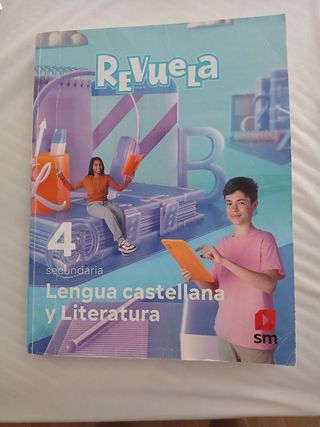 REVUELA
B
4
secundaria
Lengua castellana
y Literatura
sm